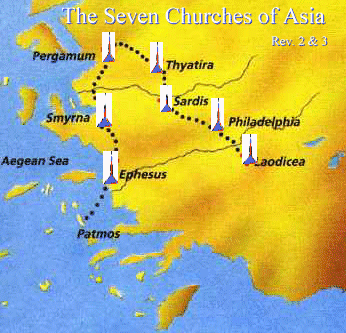 The Seven Churches of Asia
Rev. 2 & 3
Pergamum
Thyatira
Sardis
Smyrna
Philadelphia
Laodicea
Aegean Sea
Ephesus
Patmos